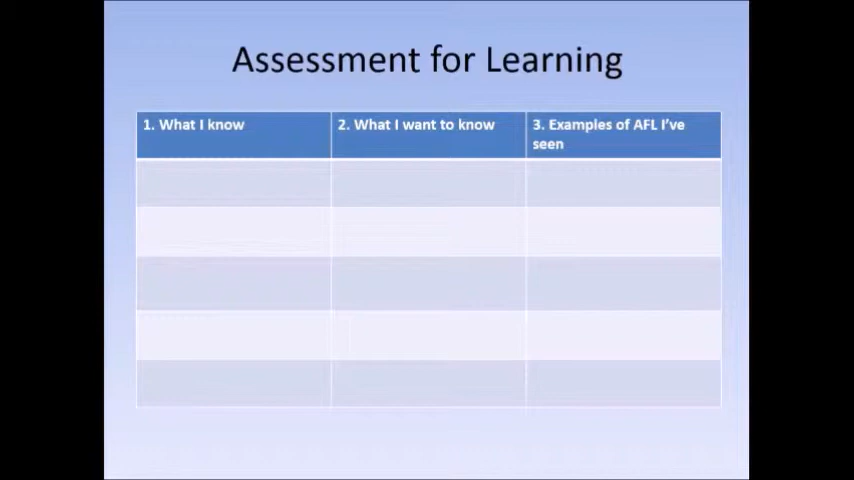 Assessment for Learning
1. What I know
2. What I want to know
3. Examples of AFL I've
seen